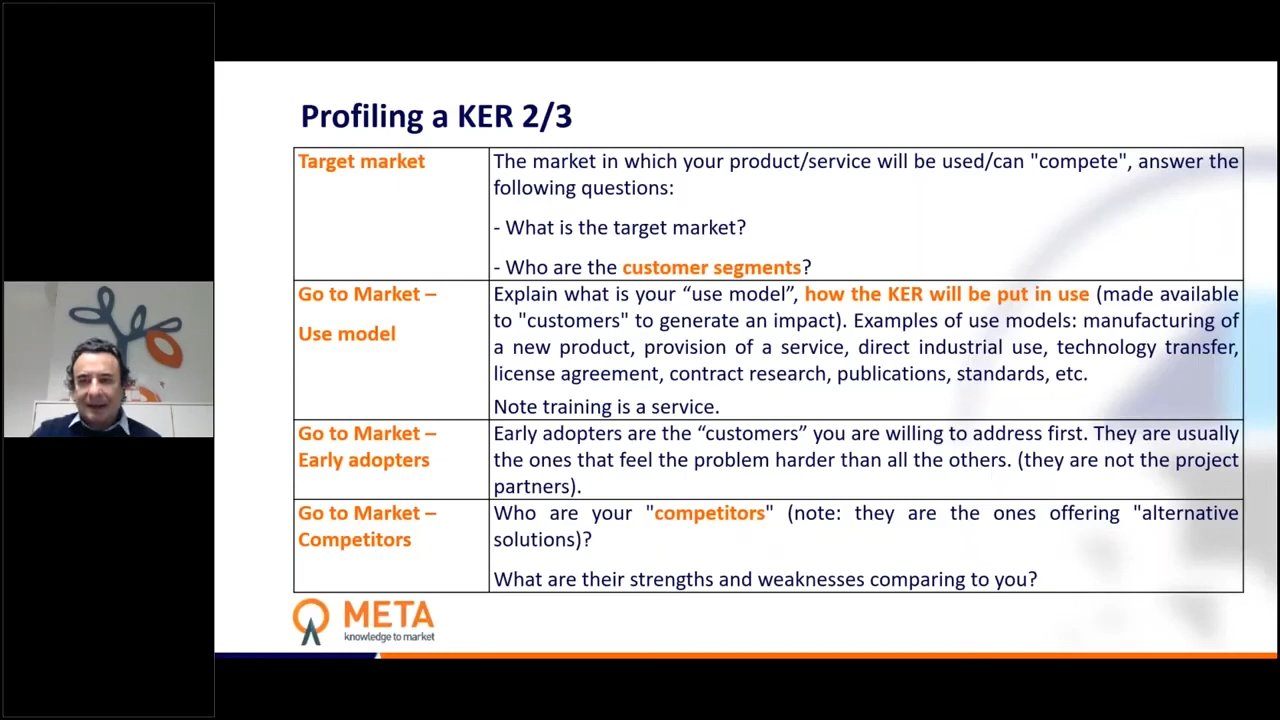 Profiling a KER 2/3
Target market
The market in which your product/service will be used/can "compete", answer the
following questions:
- What is the target market?
- Who are the customer segments?
Go to Market –
Use model
Explain what is your “use model”, how the KER will be put in use (made available
to "customers" to generate an impact). Examples of use models: manufacturing of
a new product, provision of a service, direct industrial use, technology transfer,
license agreement, contract research, publications, standards, etc.
Note training is a service.
Go to Market –
Early adopters
Early adopters are the “customers” you are willing to address first. They are usually
the ones that feel the problem harder than all the others. (they are not the project
partners).
Go to Market –
Competitors
Who are your "competitors" (note: they are the ones offering "alternative
solutions)?
What are their strengths and weaknesses comparing to you?
META
knowledge to market